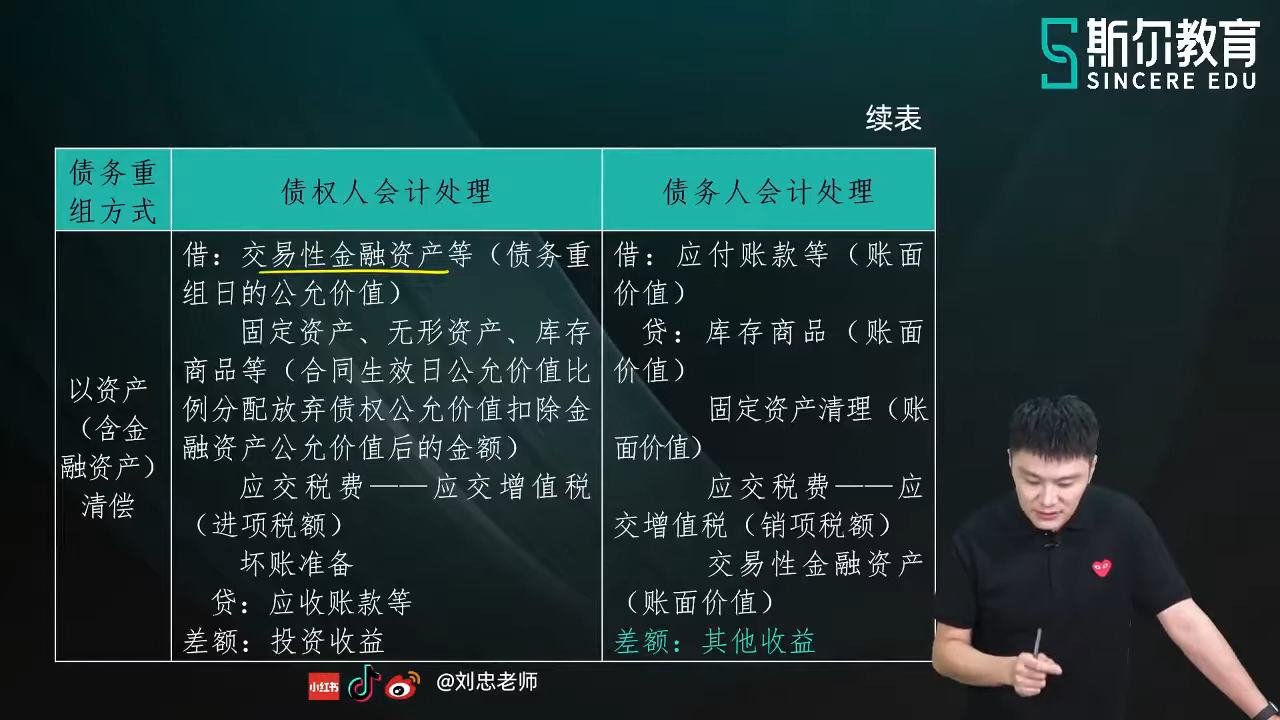 斯尔教育
SINCERE EDU
续表
债务重
组方式
债权人会计处理
债务人会计处理
以资产
（含金
融资产）
清偿
借：交易性金融资产等（债务重
组日的公允价值）
固定资产、无形资产、库存
商品等（合同生效日公允价值比
例分配放弃债权公允价值扣除金
融资产公允价值后的金额）
应交税费——应交增值税
（进项税额）
坏账准备
贷：应收账款等
差额：投资收益
借：应付账款等（账面
价值）
贷：库存商品（账面
价值）
固定资产清理（账
面价值）
应交税费——应
交增值税（销项税额）
交易性金融资产
（账面价值）
差额：其他收益
小红书
@刘忠老师